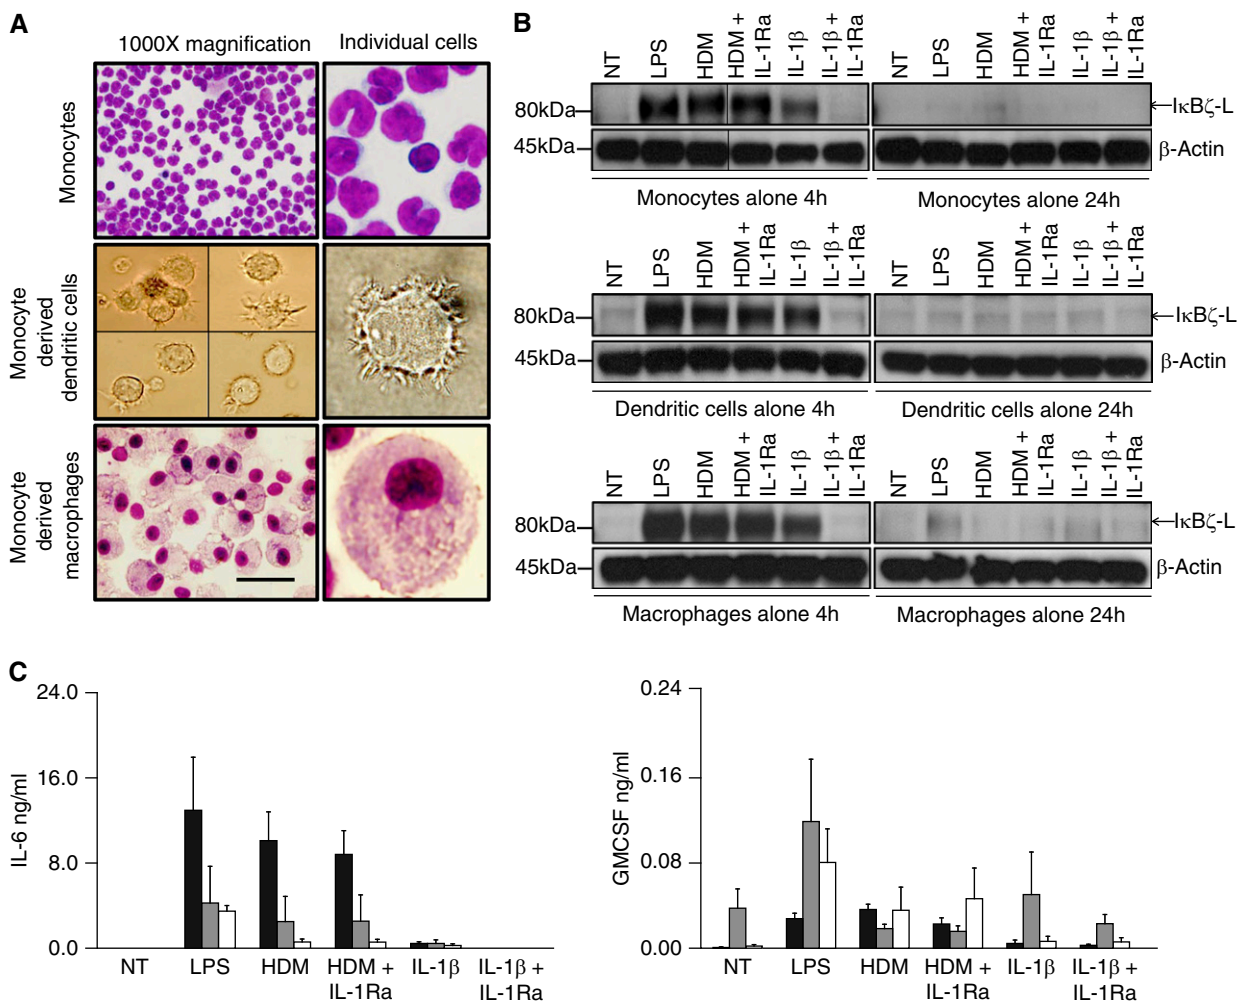 A
1000X magnification
Individual cells
Monocytes
Monocyte
derived
dendritic cells
Monocyte
derived
macrophages
B
NT
LPS
HDM
HDM +
IL-1Ra
IL-1β
IL-1β +
IL-1Ra
NT
LPS
HDM
HDM +
IL-1Ra
IL-1β
IL-1β +
IL-1Ra
80kDa
IκBζ-L
45kDa
β-Actin
Monocytes alone 4h
Monocytes alone 24h
NT
LPS
HDM
HDM +
IL-1Ra
IL-1β
IL-1β +
IL-1Ra
NT
LPS
HDM
HDM +
IL-1Ra
IL-1β
IL-1β +
IL-1Ra
80kDa
IκBζ-L
45kDa
β-Actin
Dendritic cells alone 4h
Dendritic cells alone 24h
NT
LPS
HDM
HDM +
IL-1Ra
IL-1β
IL-1β +
IL-1Ra
NT
LPS
HDM
HDM +
IL-1Ra
IL-1β
IL-1β +
IL-1Ra
80kDa
IκBζ-L
45kDa
β-Actin
Macrophages alone 4h
Macrophages alone 24h
C
IL-6 ng/ml
24.0
16.0
8.0
0.0
NT
LPS
HDM
HDM +
IL-1Ra
IL-1β
IL-1β +
IL-1Ra
GMCSF ng/ml
0.24
0.16
0.08
0.00
NT
LPS
HDM
HDM +
IL-1Ra
IL-1β
IL-1β +
IL-1Ra